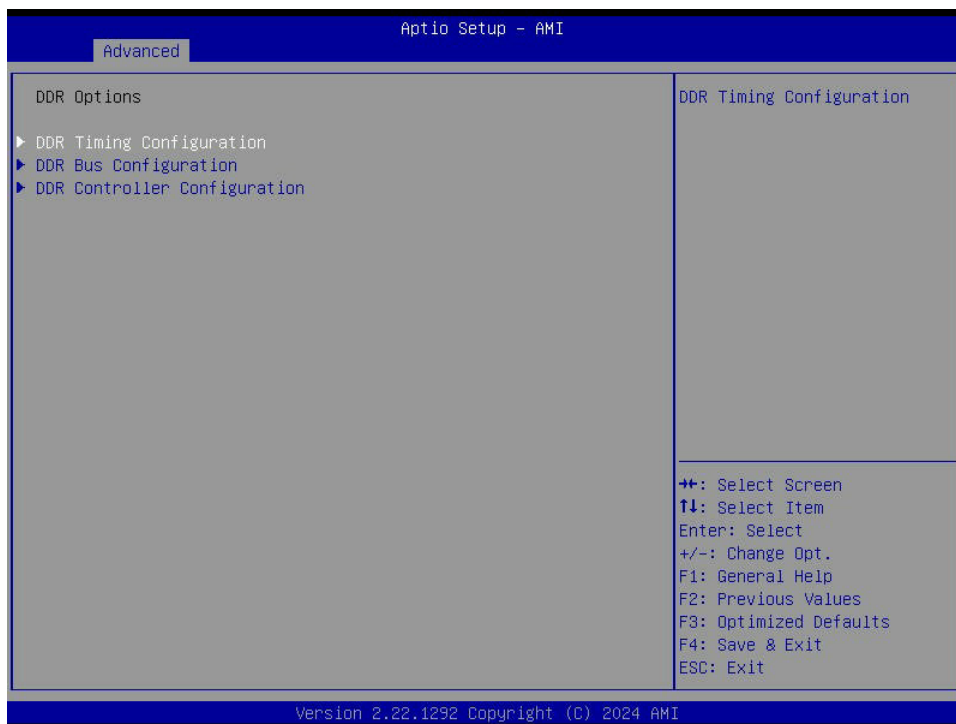 Aptio Setup – AMI
Advanced
DDR Options
▶ DDR Timing Configuration
▶ DDR Bus Configuration
▶ DDR Controller Configuration
DDR Timing Configuration
→←: Select Screen
↑↓: Select Item
Enter: Select
+/-: Change Opt.
F1: General Help
F2: Previous Values
F3: Optimized Defaults
F4: Save & Exit
ESC: Exit
Version 2.22.1292 Copyright (C) 2024 AMI